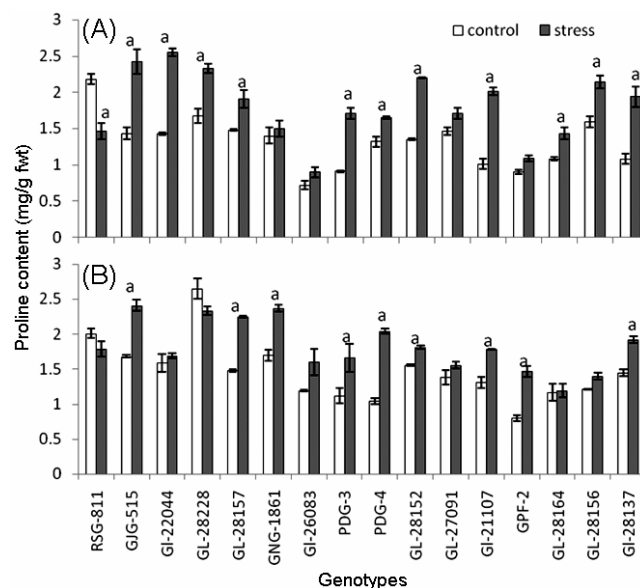 (A)
control
stress
3
2.5
2
1.5
1
0.5
0
a a a a a a a a a a a a a
(B)
3
2.5
2
1.5
1
0.5
0
a a a a a a a a a
Proline content (mg/g fwt)
RSG-811
GJG-515
GI-22044
GL-28228
GL-28157
GNG-1861
GI-26083
PDG-3
PDG-4
GL-28152
GL-27091
GI-21107
GPF-2
GL-28164
GL-28156
GI-28137
Genotypes